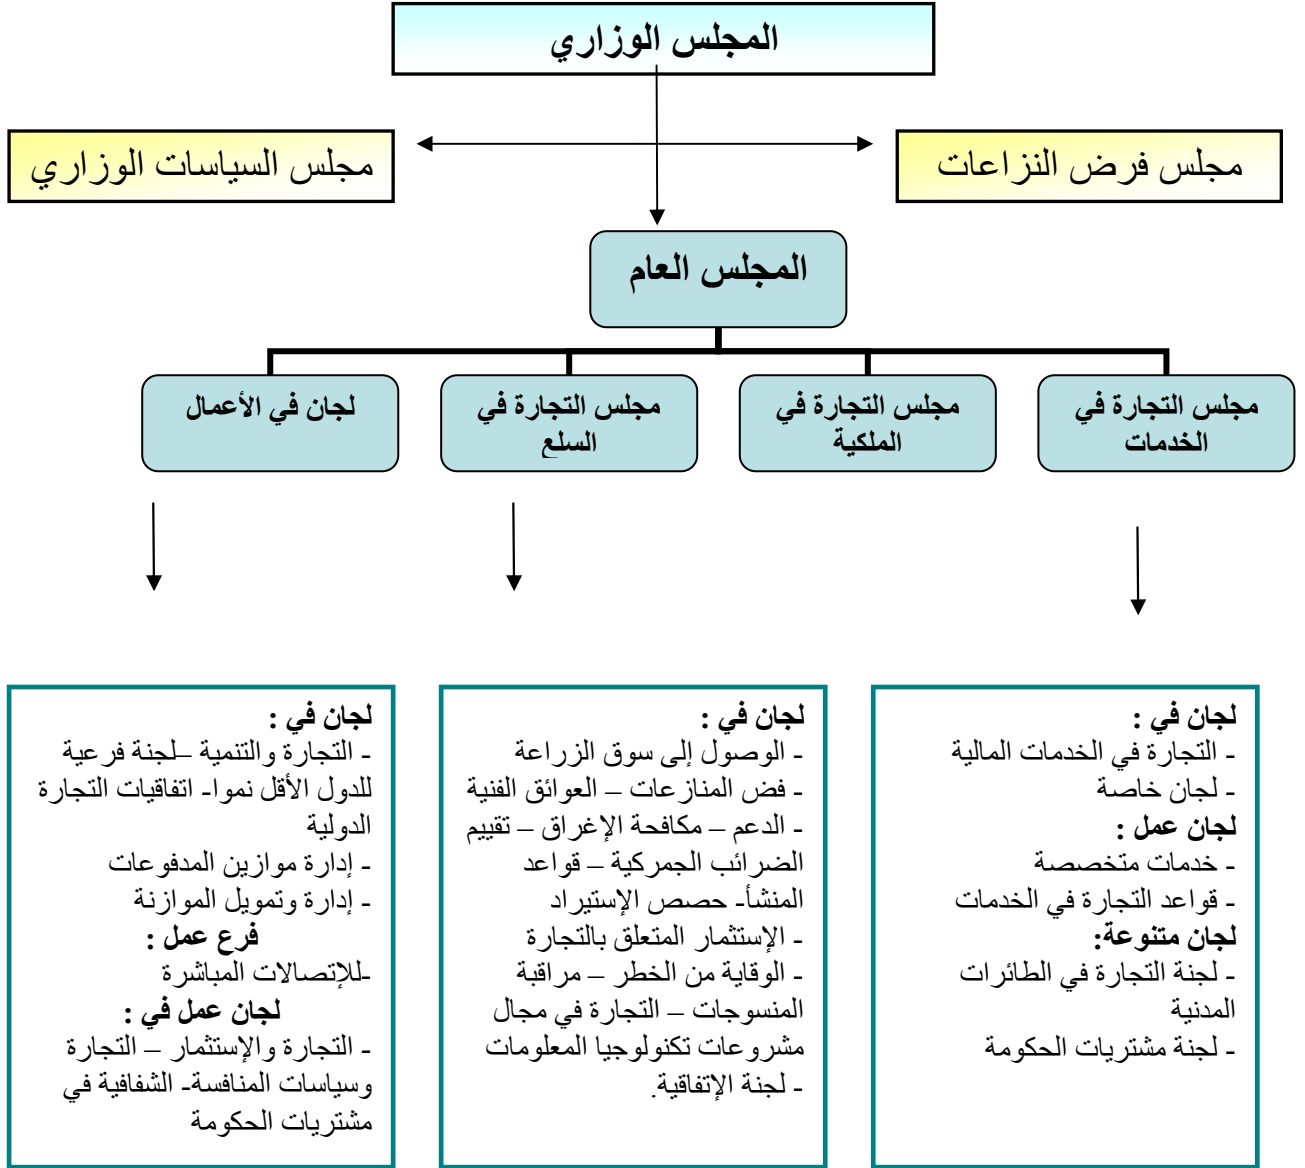 المجلس الوزاري
مجلس فرض النزاعات
مجلس السياسات الوزاري
المجلس العام
مجلس التجارة في
الخدمات
مجلس التجارة في
الملكية
مجلس التجارة في
السلع
لجان في الأعمال
لجان في :
- التجارة في الخدمات المالية
- لجان خاصة
لجان عمل :
- خدمات متخصصة
- قواعد التجارة في الخدمات
لجان متنوعة:
- لجنة التجارة في الطائرات
المدنية
- لجنة مشتريات الحكومة
لجان في :
- الوصول إلى سوق الزراعة
- فض المنازعات – العوائق الفنية
- الدعم – مكافحة الإغراق – تقييم
الضرائب الجمركية – قواعد
المنشأ- حصص الإستيراد
- الإستثمار المتعلق بالتجارة
- الوقاية من الخطر – مراقبة
المنسوجات – التجارة في مجال
مشروعات تكنولوجيا المعلومات
- لجنة الإتفاقية.
لجان في :
- التجارة والتنمية –لجنة فرعية
للدول الأقل نموا- اتفاقيات التجارة
الدولية
- إدارة موازين المدفوعات
- إدارة وتمويل الموازنة
فرع عمل :
-للإتصالات المباشرة
لجان عمل في :
- التجارة والإستثمار – التجارة
وسياسات المنافسة- الشفافية في
مشتريات الحكومة